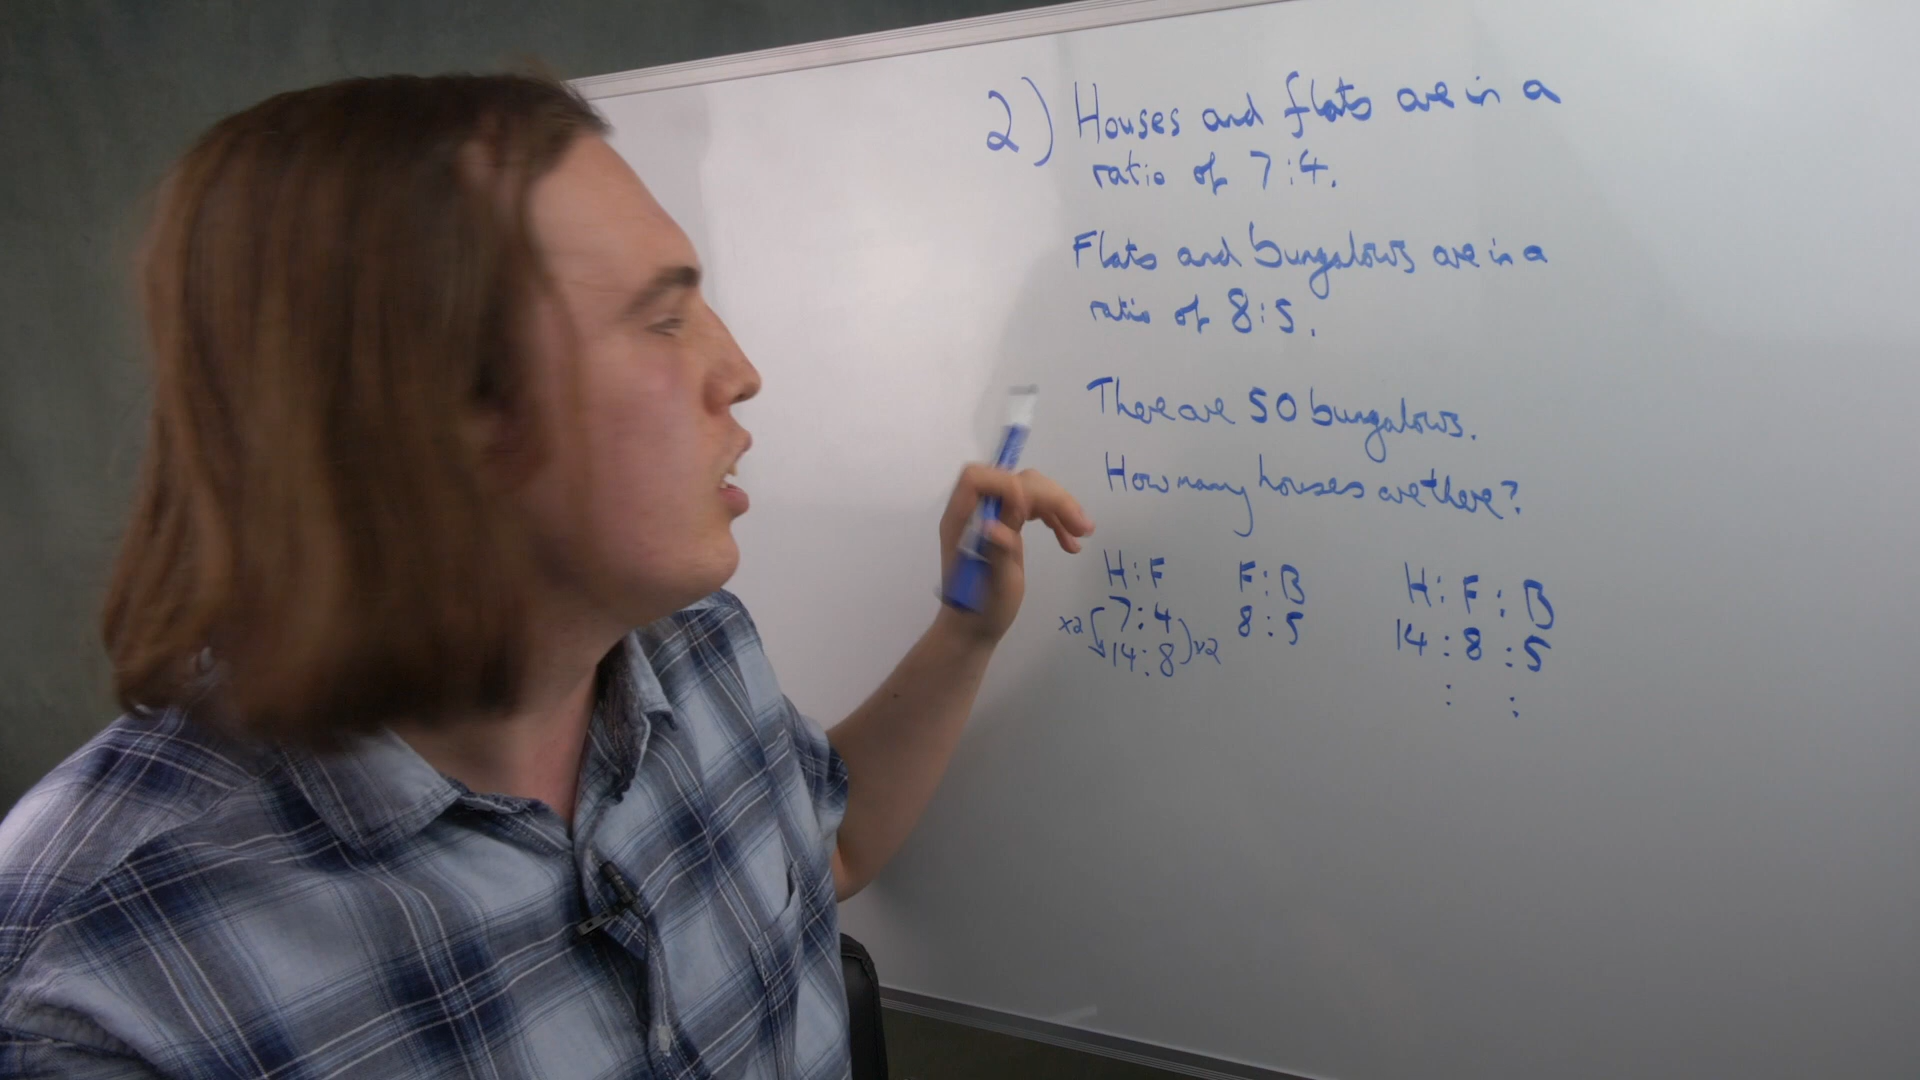 2) Houses and flats are in a
ratio of 7:4.
Flats and bungalows are in a
ratio of 8:5.
There are 50 bungalows.
How many houses are there?
H:F F:B H:F:B
x2 7:4 x2 8:5 14:8:5
14:8 : :